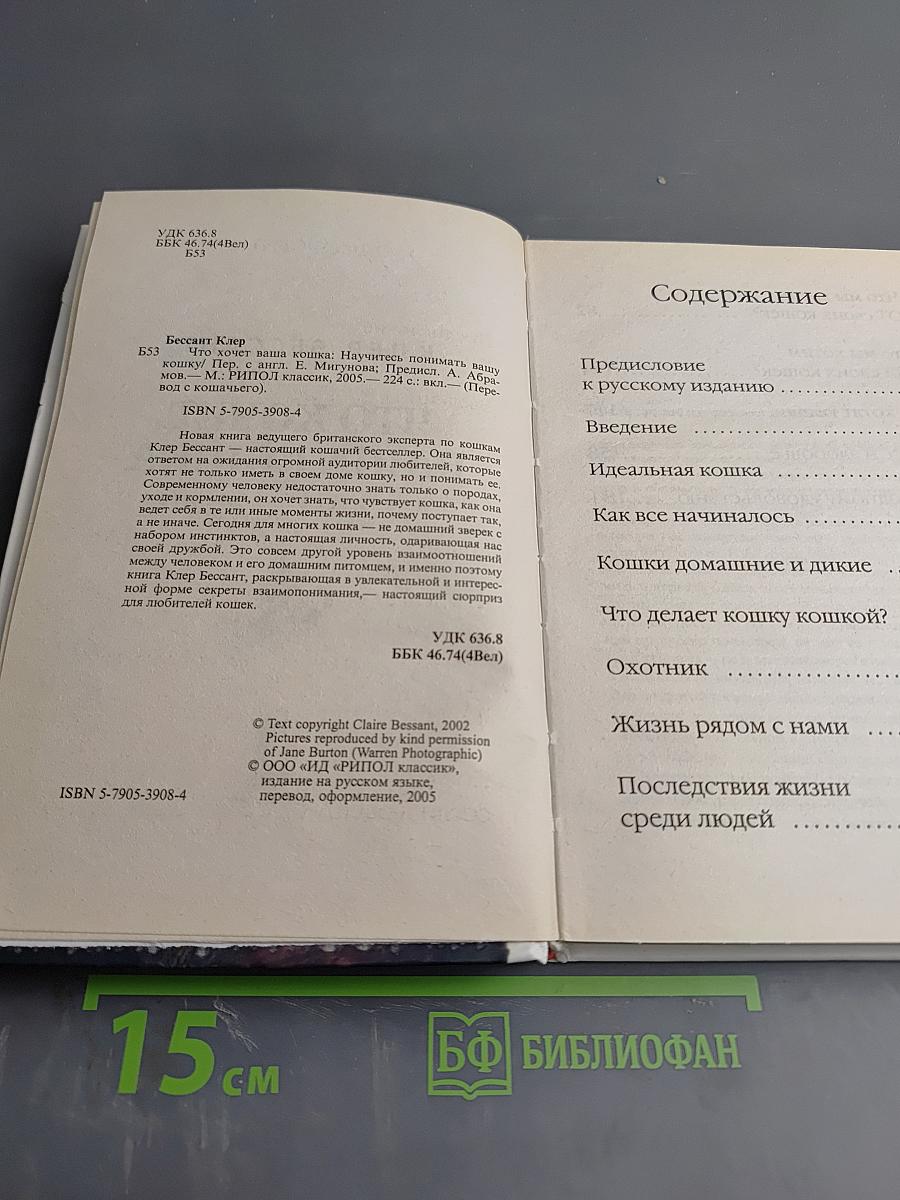 УДК 636.8
ББК 46.74(4Вел)
Б53
Бессант Клер
Б53 Что хочет ваша кошка: Научитесь понимать вашу
кошку/ Пер. с англ. Е. Мигунова; Предисл. А. Абра-
мов.— М.: РИПОЛ классик, 2005.— 224 с.: вкл.— (Пере-
вод с кошачьего).
ISBN 5-7905-3908-4
Новая книга ведущего британского эксперта по кошкам
Клер Бессант — настоящий кошачий бестселлер. Она является
ответом на ожидания огромной аудитории любителей, которые
хотят не только иметь в своем доме кошку, но и понимать ее.
Современному человеку недостаточно знать только о породах,
уходе и кормлении, он хочет знать, что чувствует кошка, как она
ведет себя в те или иные моменты жизни, почему поступает так,
а не иначе. Сегодня для многих кошка — не домашний зверек с
набором инстинктов, а настоящая личность, одаривающая нас
своей дружбой. Это совсем другой уровень взаимоотношений
между человеком и его домашним питомцем, и именно поэтому
книга Клер Бессант, раскрывающая в увлекательной и интерес-
ной форме секреты взаимопонимания,— настоящий сюрприз
для любителей кошек.
УДК 636.8
ББК 46.74(4Вел)
© Text copyright Claire Bessant, 2002
Pictures reproduced by kind permission
of Jane Burton (Warren Photographic)
© ООО «ИД «РИПОЛ классик»,
издание на русском языке,
перевод, оформление, 2005
ISBN 5-7905-3908-4
Содержание
Предисловие
к русскому изданию ..........
Введение ..................
Идеальная кошка ...........
Как все начиналось .........
Кошки домашние и дикие ..
Что делает кошку кошкой?
Охотник ................
Жизнь рядом с нами ....
Последствия жизни
среди людей ..........
15 см
БФ БИБЛИОФАН